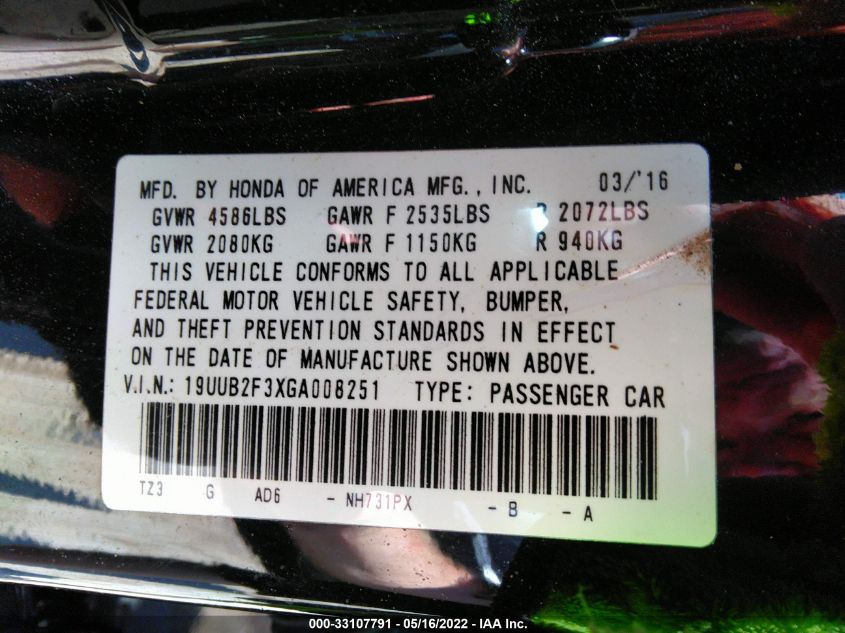 MFD. BY HONDA OF AMERICA MFG., INC. 03/'16
GVWR 4586LBS GAWR F 2535LBS R 2072LBS
GVWR 2080KG GAWR F 1150KG R 940KG
THIS VEHICLE CONFORMS TO ALL APPLICABLE
FEDERAL MOTOR VEHICLE SAFETY, BUMPER,
AND THEFT PREVENTION STANDARDS IN EFFECT
ON THE DATE OF MANUFACTURE SHOWN ABOVE.
V.I.N.: 19UUB2F3XGA008251 TYPE: PASSENGER CAR
TZ3 G AD6 - NH731PX - B - A
000-33107791 - 05/16/2022 - IAA Inc.